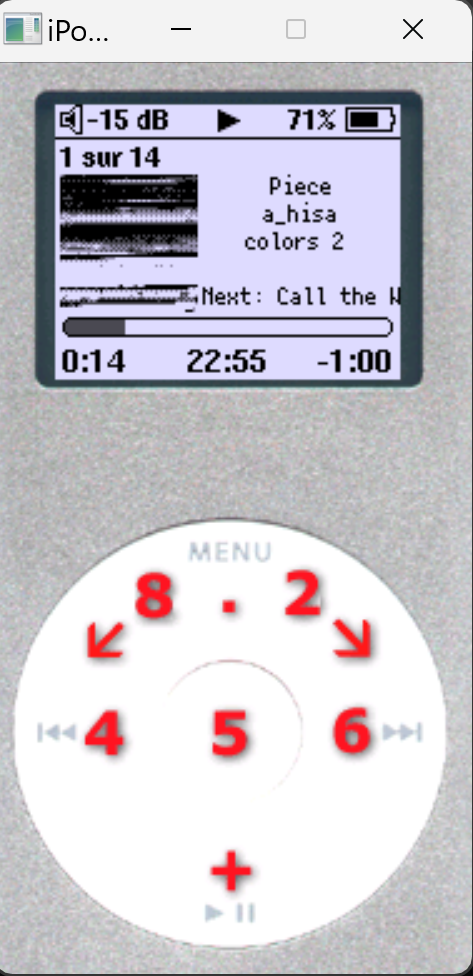 iPo...
-15 dB 71%
1 sur 14
Piece
a_hisa
colors 2
Next: Call the
0:14 22:55 -1:00
MENU
8 . 2
4 5 6
+